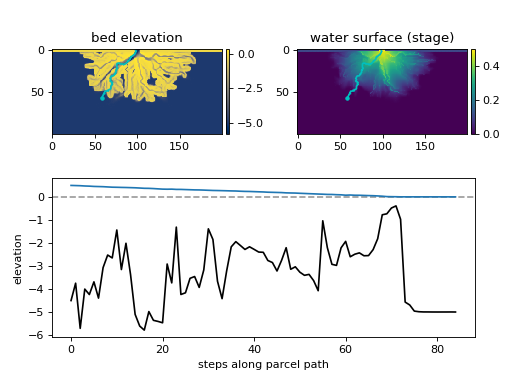 bed elevation
water surface (stage)
0
50
0 50 100 150
0.0
−2.5
−5.0
0
50
0 50 100 150
0.4
0.2
0.0
0
−1
−2
−3
−4
−5
−6
elevation
0 20 40 60 80
steps along parcel path